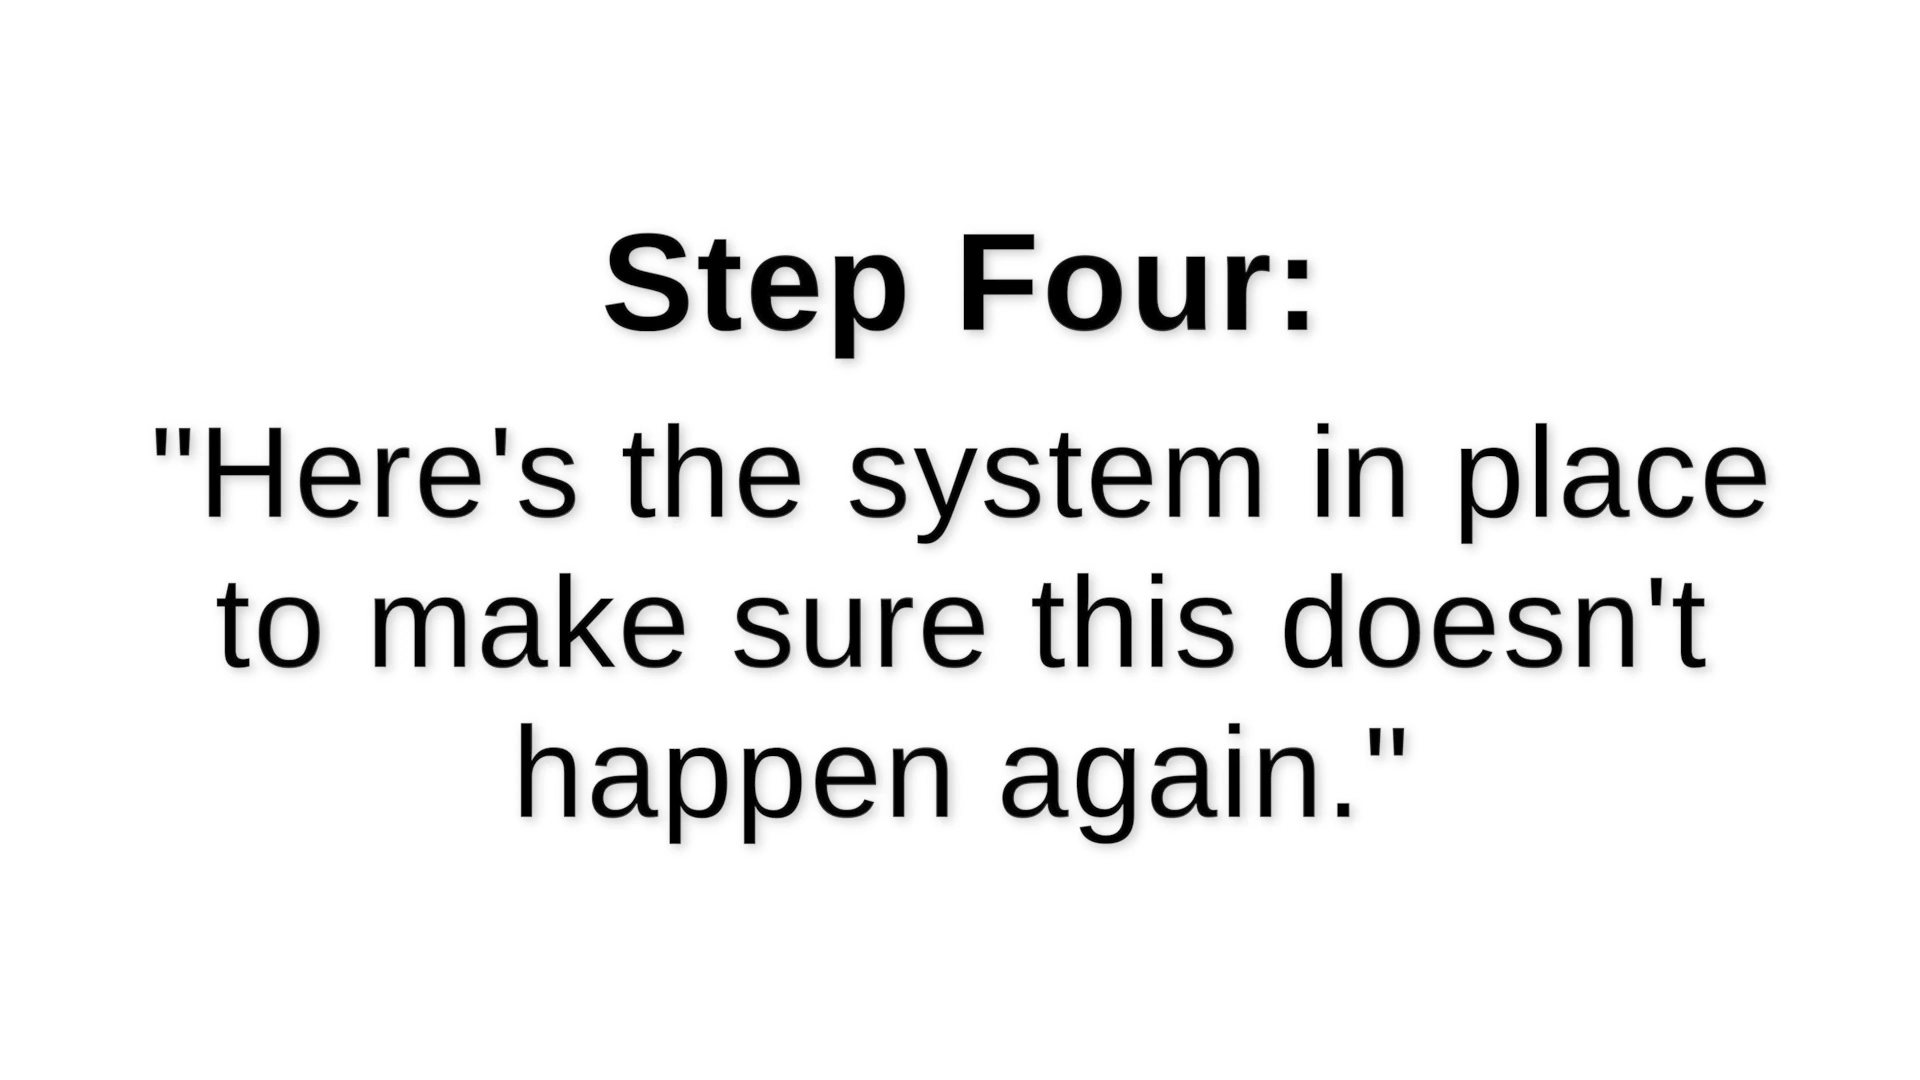 Step Four:
"Here's the system in place
to make sure this doesn't
happen again."